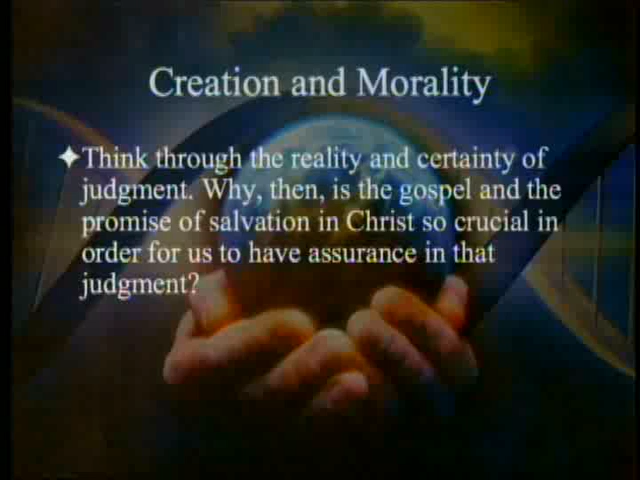 Creation and Morality
Think through the reality and certainty of
judgment. Why, then, is the gospel and the
promise of salvation in Christ so crucial in
order for us to have assurance in that
judgment?